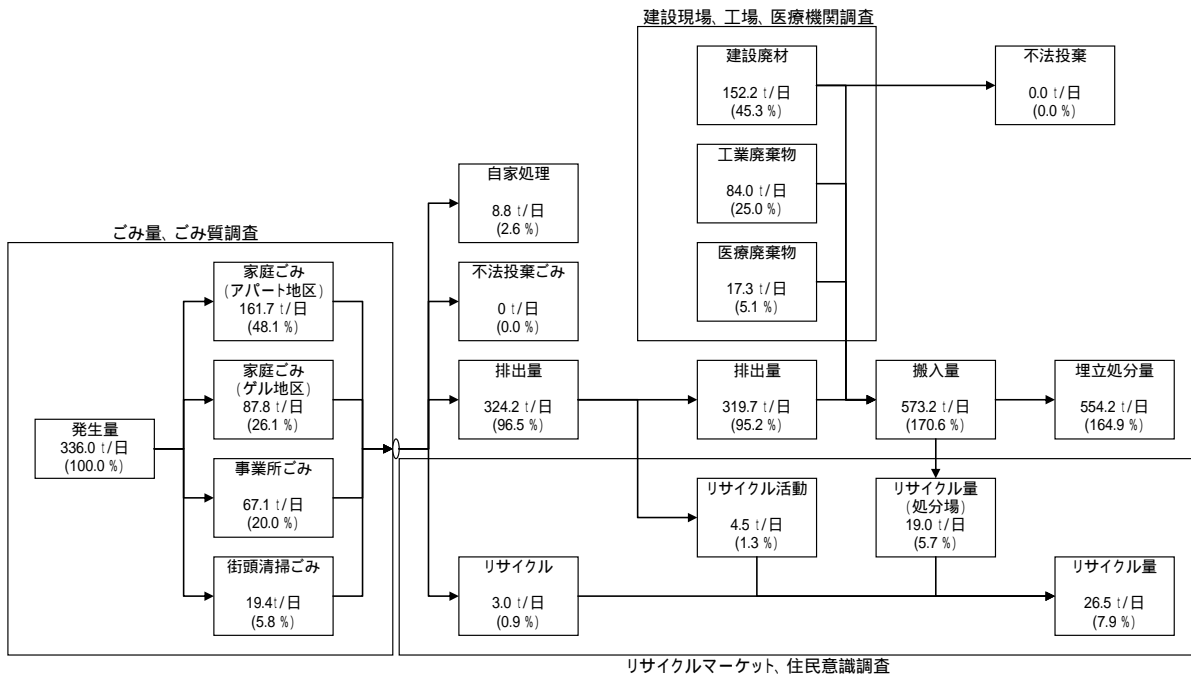 建設現場、工場、医療機関調査
建設廃材
152.2 t/日
(45.3 %)
不法投棄
0.0 t/日
(0.0 %)
工業廃棄物
84.0 t/日
(25.0 %)
医療廃棄物
17.3 t/日
(5.1 %)
自家処理
8.8 t/日
(2.6 %)
不法投棄ごみ
0 t/日
(0.0 %)
ごみ量、ごみ質調査
発生量
336.0 t/日
(100.0 %)
家庭ごみ
(アパート地区)
161.7 t/日
(48.1 %)
家庭ごみ
(ゲル地区)
87.8 t/日
(26.1 %)
事業所ごみ
67.1 t/日
(20.0 %)
街頭清掃ごみ
19.4t/日
(5.8 %)
排出量
324.2 t/日
(96.5 %)
排出量
319.7 t/日
(95.2 %)
搬入量
573.2 t/日
(170.6 %)
埋立処分量
554.2 t/日
(164.9 %)
リサイクル活動
4.5 t/日
(1.3 %)
リサイクル量
(処分場)
19.0 t/日
(5.7 %)
リサイクル
3.0 t/日
(0.9 %)
リサイクル量
26.5 t/日
(7.9 %)
リサイクルマーケット、住民意識調査